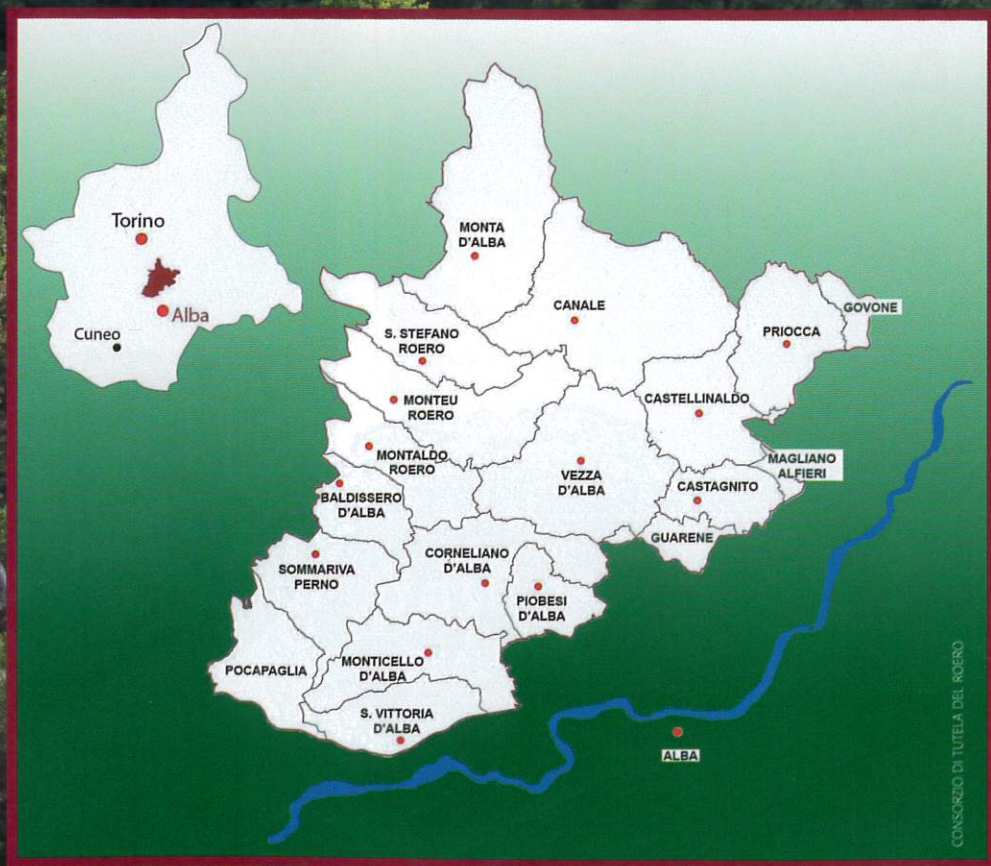 Torino
Alba
Cuneo
MONTA
D'ALBA
CANALE
GOVONE
PRIOCCA
S. STEFANO
ROERO
CASTELLINALDO
MONTEU
ROERO
MONTALDO
ROERO
MAGLIANO
ALFIERI
VEZZA
D'ALBA
CASTAGNITO
BALDISSERO
D'ALBA
GUARENE
CORNELIANO
D'ALBA
SOMMARIVA
PERNO
PIOBESI
D'ALBA
MONTICELLO
D'ALBA
POCAPAGLIA
S. VITTORIA
D'ALBA
ALBA
CONSORZIO DI TUTELA DEL ROERO